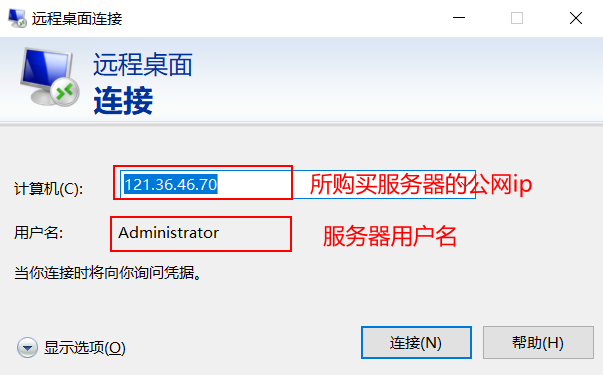 远程桌面连接
远程桌面
连接
计算机(C):
121.36.46.70
所购买服务器的公网ip
用户名:
Administrator
服务器用户名
当你连接时将向你询问凭据。
显示选项(O)
连接(N)
帮助(H)